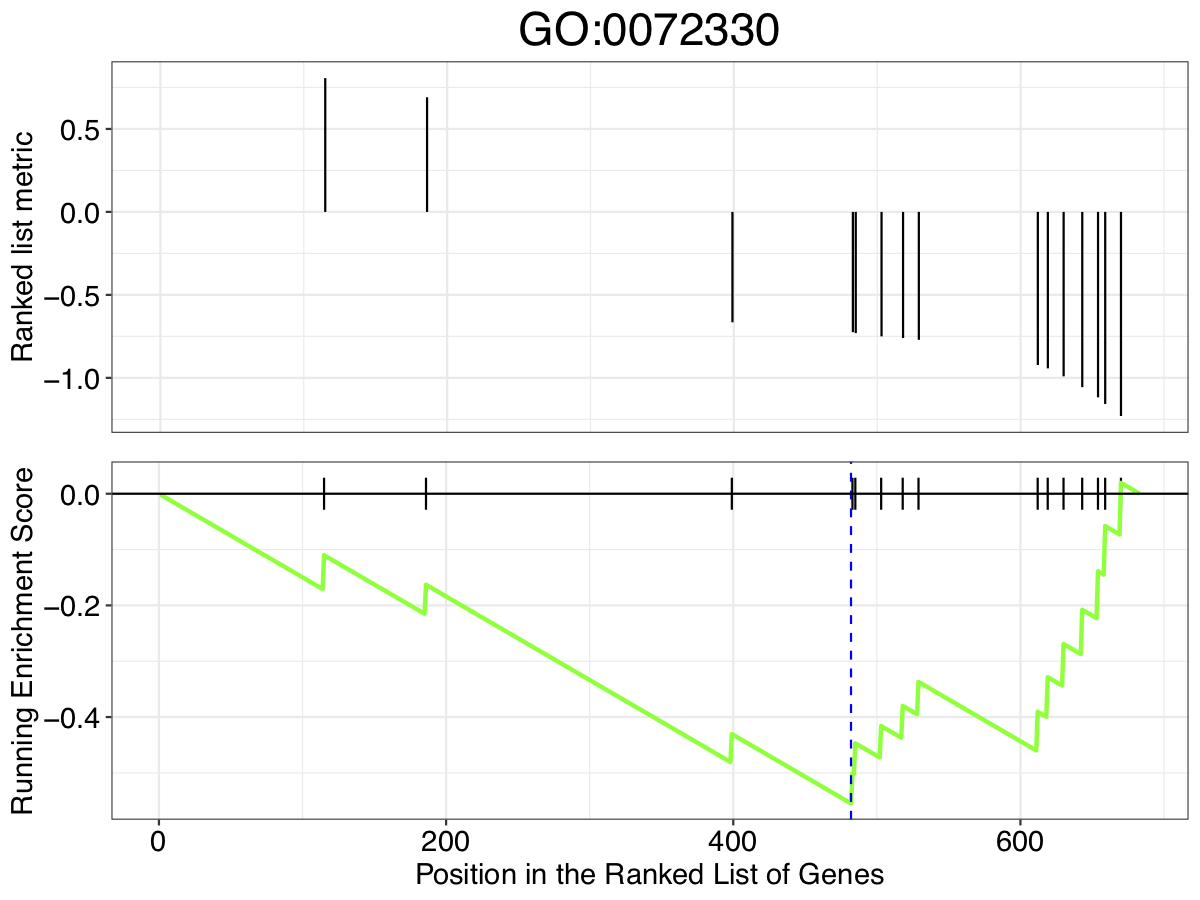 GO:0072330
Ranked list metric
0.5
0.0
−0.5
−1.0
Running Enrichment Score
0.0
−0.2
−0.4
0 200 400 600
Position in the Ranked List of Genes